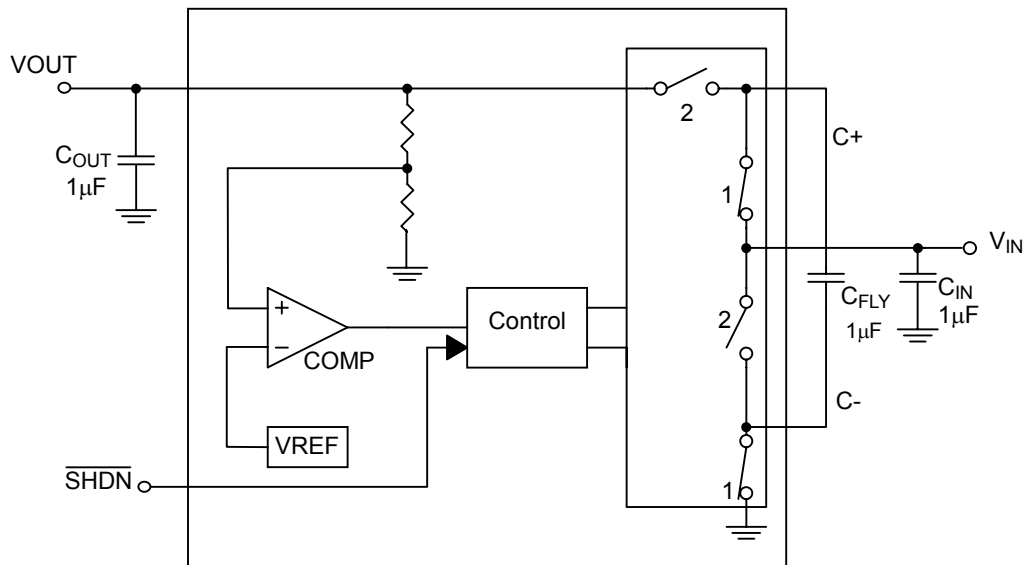 VOUT
2
C+
COUT
1µF
1
VIN
Control
CFLY
1µF
CIN
1µF
2
+
−
COMP
C-
VREF
SHDN
1